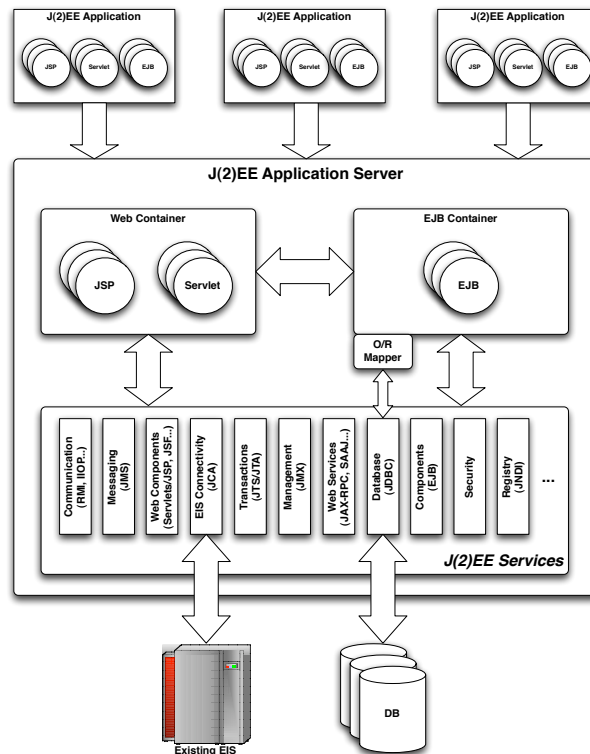 J(2)EE Application
J(2)EE Application
J(2)EE Application
JSP
Servlet
EJB
JSP
Servlet
EJB
JSP
Servlet
EJB
J(2)EE Application Server
Web Container
EJB Container
JSP
Servlet
EJB
O/R
Mapper
Communication
(RMI, IIOP...)
Messaging
(JMS)
Web Components
(Servlets/JSP, JSF...)
EIS Connectivity
(JCA)
Transactions
(JTS/JTA)
Management
(JMX)
Web Services
(JAX-RPC, SAAJ...)
Database
(JDBC)
Components
(EJB)
Security
Registry
(JNDI)
...
J(2)EE Services
Existing EIS
DB